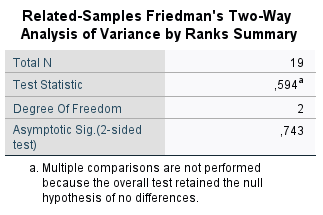 Related-Samples Friedman's Two-Way
Analysis of Variance by Ranks Summary
Total N 19
Test Statistic ,594a
Degree Of Freedom 2
Asymptotic Sig.(2-sided
test) ,743
a. Multiple comparisons are not performed
because the overall test retained the null
hypothesis of no differences.